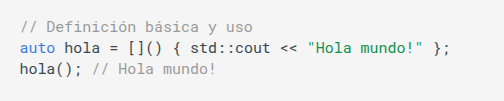 // Definición básica y uso
auto hola = []() { std::cout << "Hola mundo!" };
hola(); // Hola mundo!